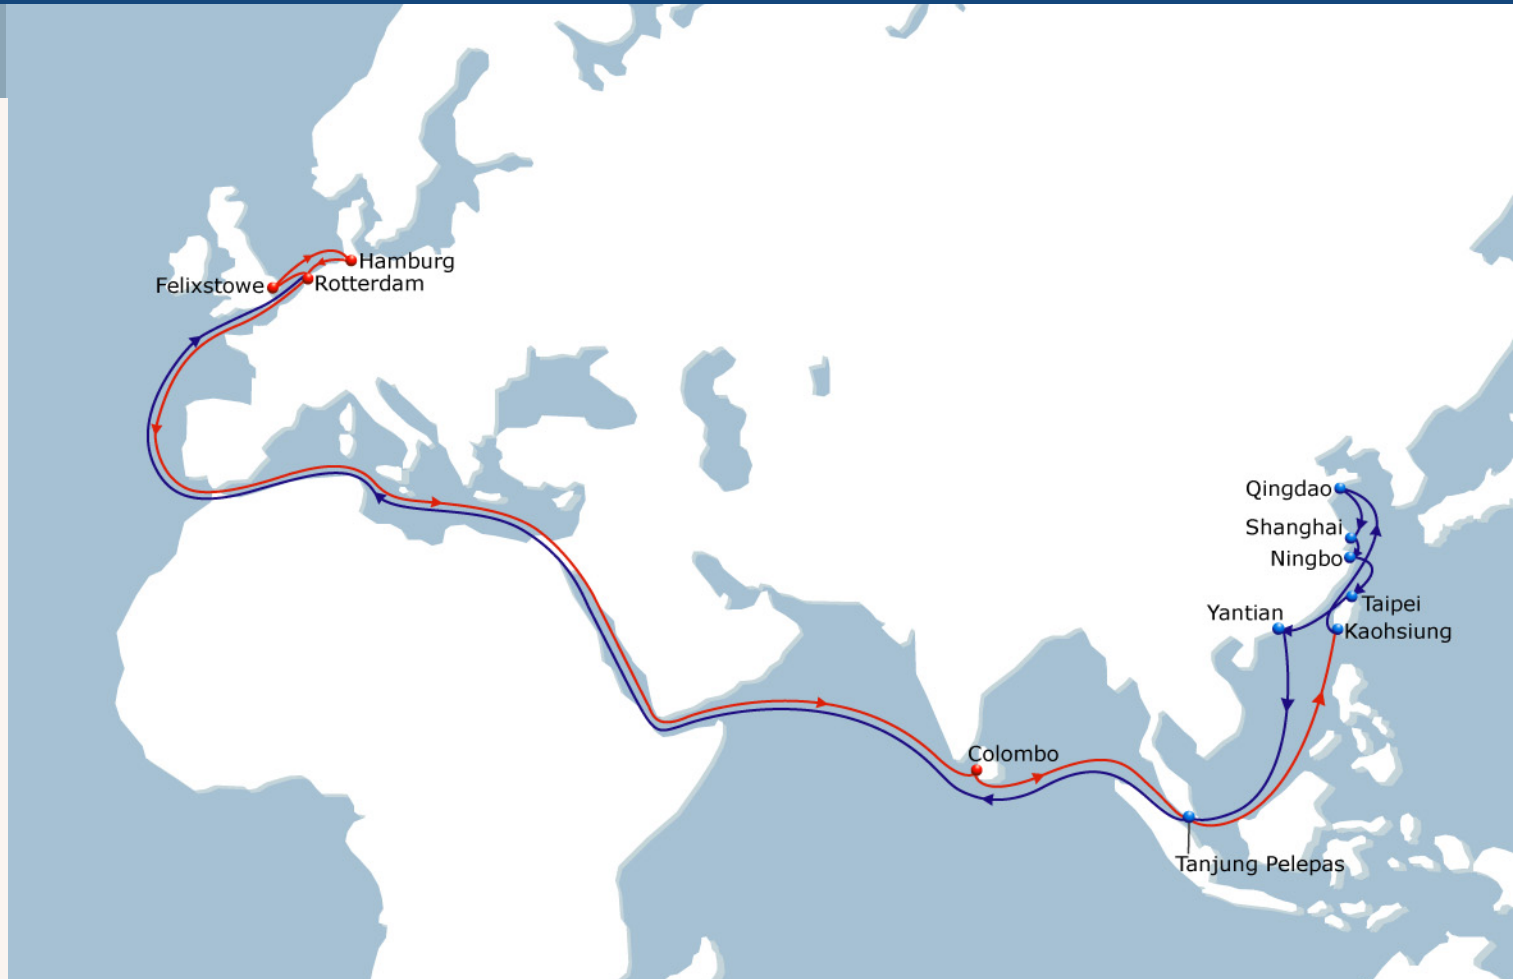 Hamburg
Felixstowe
Rotterdam
Qingdao
Shanghai
Ningbo
Taipei
Yantian
Kaohsiung
Colombo
Tanjung Pelepas